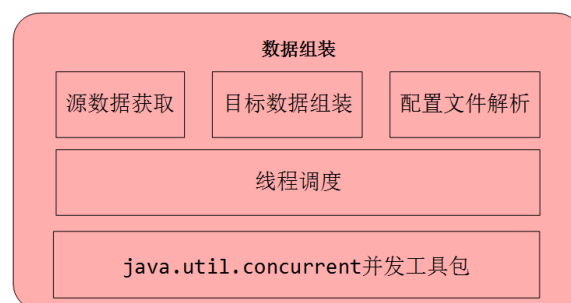 数据组装
源数据获取 目标数据组装 配置文件解析
线程调度
java.util.concurrent并发工具包